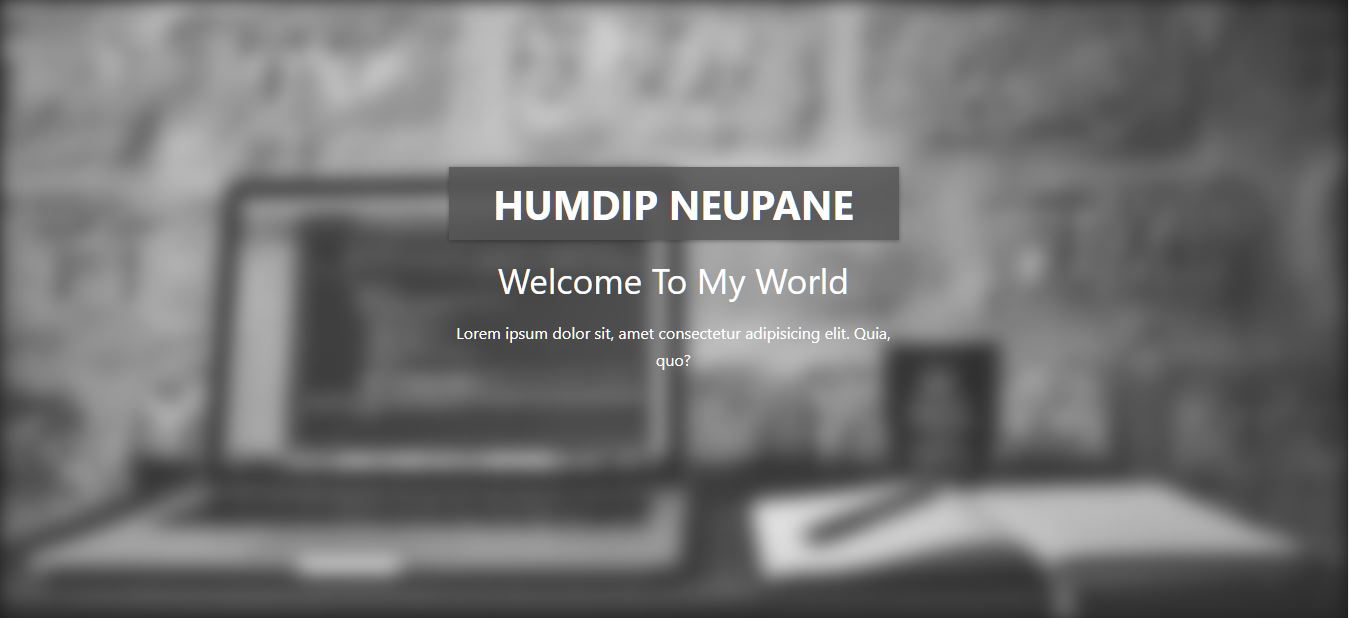 HUMDIP NEUPANE
Welcome To My World
Lorem ipsum dolor sit, amet consectetur adipisicing elit. Quia,
quo?